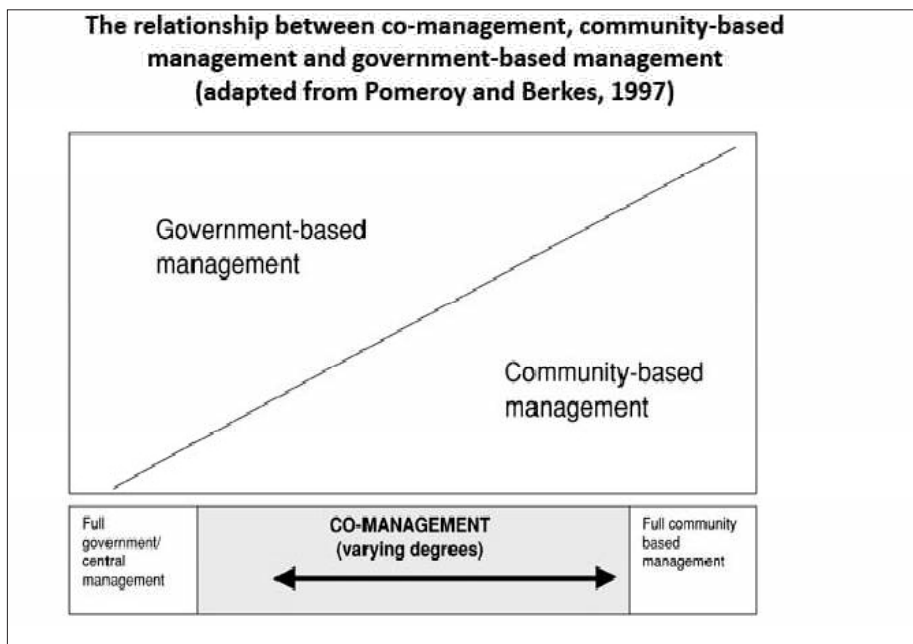 The relationship between co-management, community-based
management and government-based management
(adapted from Pomeroy and Berkes, 1997)
Government-based
management
Community-based
management
Full
government/
central
management
CO-MANAGEMENT
(varying degrees)
Full community
based
management